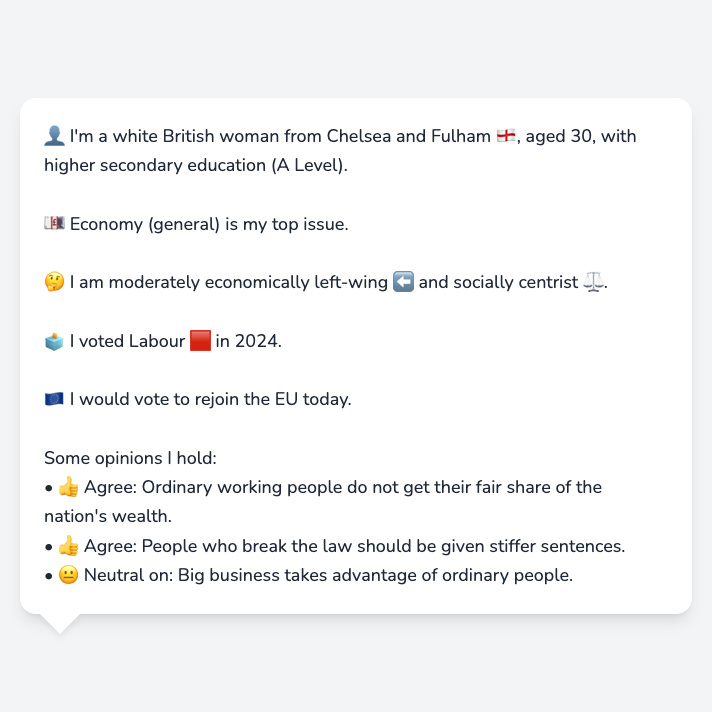 👤 I'm a white British woman from Chelsea and Fulham 🏴󠁧󠁢󠁥󠁮󠁧󠁿, aged 30, with
higher secondary education (A Level).
💷 Economy (general) is my top issue.
🤔 I am moderately economically left-wing ⬅️ and socially centrist ⚖️.
🗳️ I voted Labour 🟥 in 2024.
🇪🇺 I would vote to rejoin the EU today.
Some opinions I hold:
• 👍 Agree: Ordinary working people do not get their fair share of the
nation's wealth.
• 👍 Agree: People who break the law should be given stiffer sentences.
• 😐 Neutral on: Big business takes advantage of ordinary people.